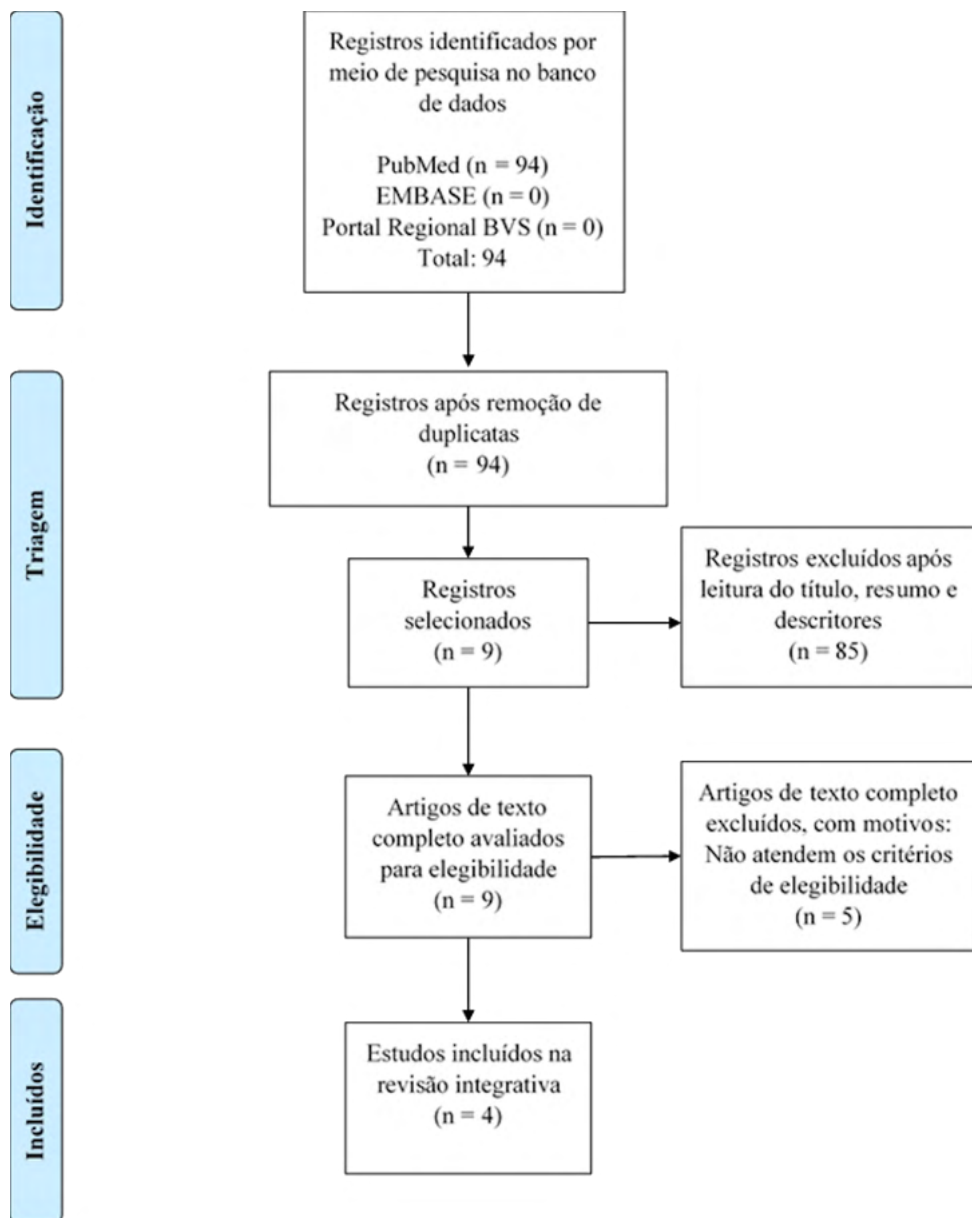 Identificação
Registros identificados por
meio de pesquisa no banco
de dados
PubMed (n = 94)
EMBASE (n = 0)
Portal Regional BVS (n = 0)
Total: 94
Triagem
Registros após remoção de
duplicatas
(n = 94)
Registros
selecionados
(n = 9)
Registros excluídos após
leitura do título, resumo e
descritores
(n = 85)
Elegibilidade
Artigos de texto
completo avaliados
para elegibilidade
(n = 9)
Artigos de texto completo
excluídos, com motivos:
Não atendem os critérios
de elegibilidade
(n = 5)
Incluídos
Estudos incluídos na
revisão integrativa
(n = 4)